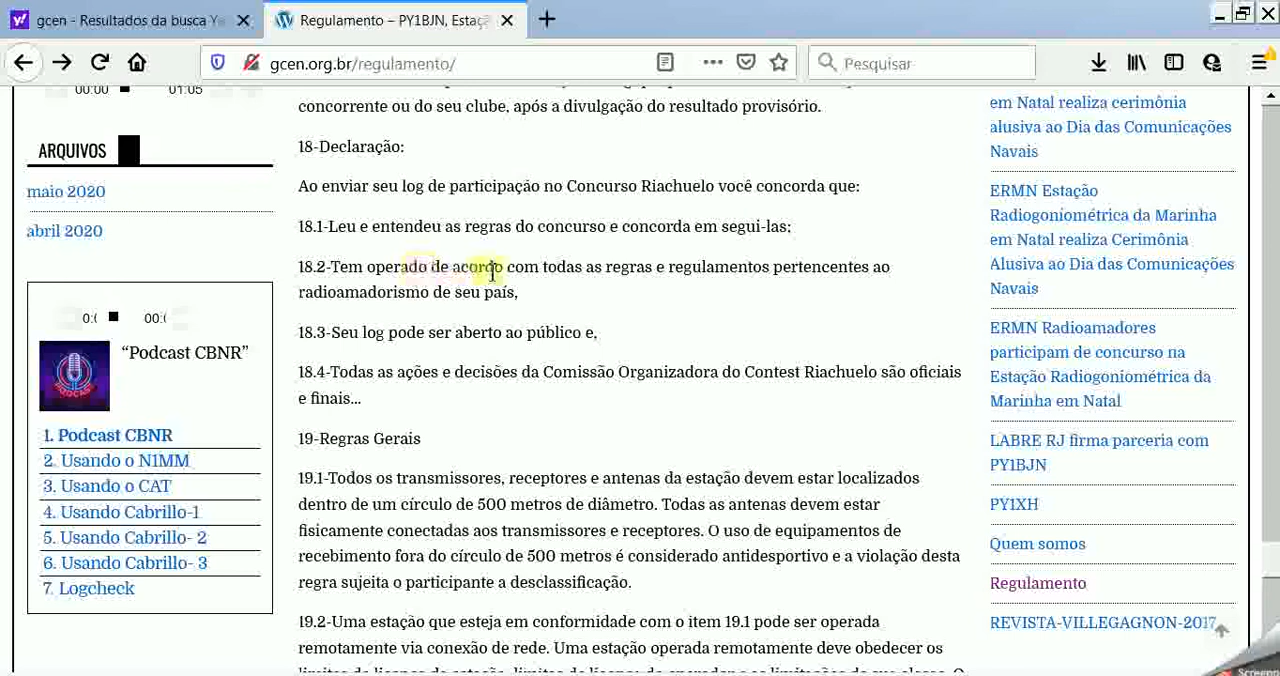 gcen - Resultados da busca Y
Regulamento – PY1BJN, Estaç
gcen.org.br/regulamento/
Pesquisar
00:00
01:05
ARQUIVOS
maio 2020
abril 2020
0:(
00:(
“Podcast CBNR”
1. Podcast CBNR
2. Usando o N1MM
3. Usando o CAT
4. Usando Cabrillo-1
5. Usando Cabrillo- 2
6. Usando Cabrillo- 3
7. Logcheck
concorrente ou do seu clube, após a divulgação do resultado provisório.
18-Declaração:
Ao enviar seu log de participação no Concurso Riachuelo você concorda que:
18.1-Leu e entendeu as regras do concurso e concorda em segui-las;
18.2-Tem operado de acordo com todas as regras e regulamentos pertencentes ao
radioamadorismo de seu país,
18.3-Seu log pode ser aberto ao público e,
18.4-Todas as ações e decisões da Comissão Organizadora do Contest Riachuelo são oficiais
e finais...
19-Regras Gerais
19.1-Todos os transmissores, receptores e antenas da estação devem estar localizados
dentro de um círculo de 500 metros de diâmetro. Todas as antenas devem estar
fisicamente conectadas aos transmissores e receptores. O uso de equipamentos de
recebimento fora do círculo de 500 metros é considerado antidesportivo e a violação desta
regra sujeita o participante a desclassificação.
19.2-Uma estação que esteja em conformidade com o item 19.1 pode ser operada
remotamente via conexão de rede. Uma estação operada remotamente deve obedecer os
em Natal realiza cerimônia
alusiva ao Dia das Comunicações
Navais
ERMN Estação
Radiogoniométrica da Marinha
em Natal realiza Cerimônia
Alusiva ao Dia das Comunicações
Navais
ERMN Radioamadores
participam de concurso na
Estação Radiogoniométrica da
Marinha em Natal
LABRE RJ firma parceria com
PY1BJN
PY1XH
Quem somos
Regulamento
REVISTA-VILLEGAGNON-2017